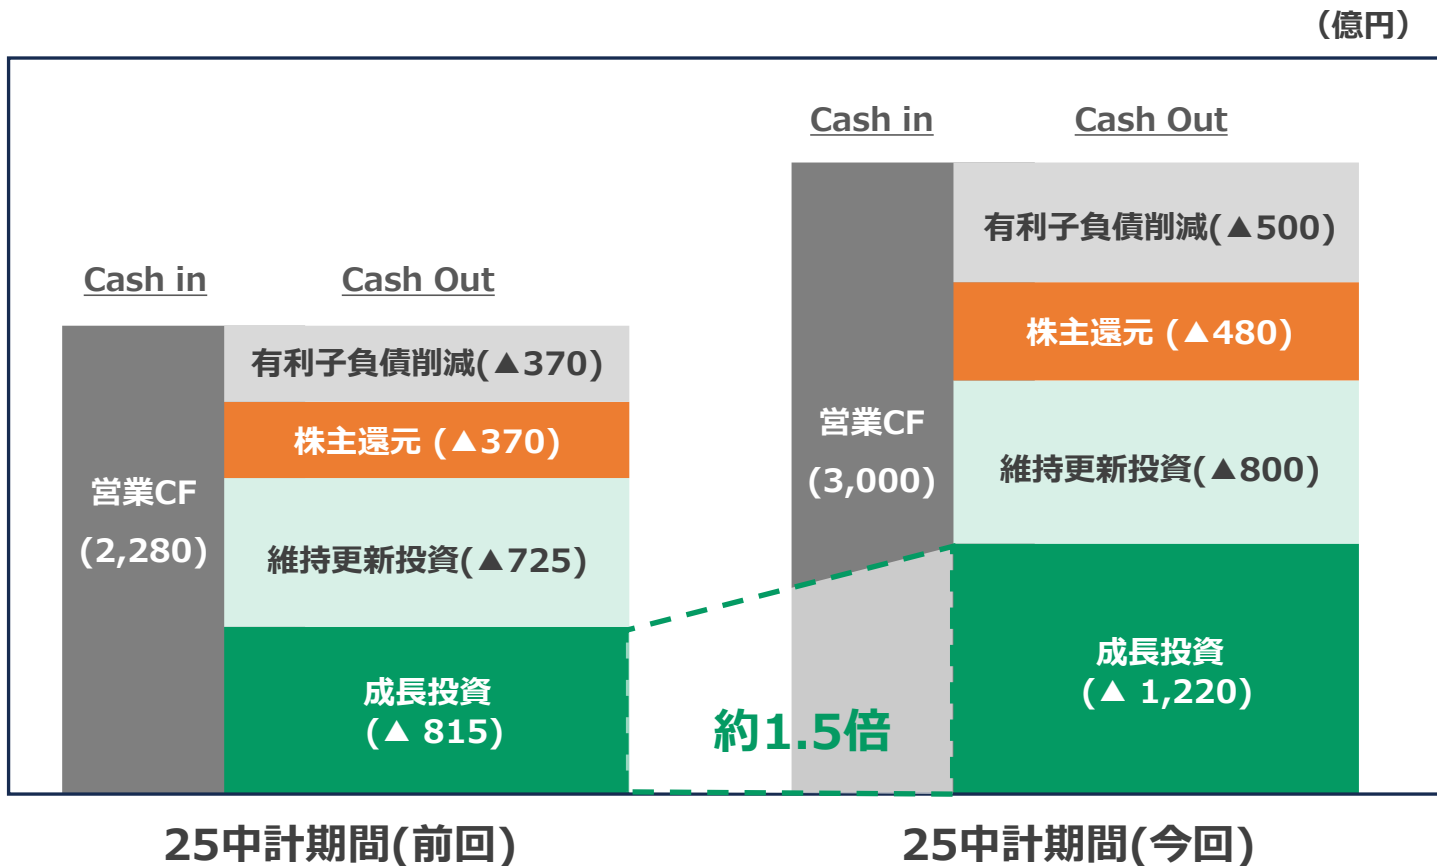 （億円）
Cash in
Cash Out
有利子負債削減(▲370)
株主還元 (▲370)
営業CF
(2,280)
維持更新投資(▲725)
成長投資
(▲ 815)
約1.5倍
Cash in
Cash Out
有利子負債削減(▲500)
株主還元 (▲480)
営業CF
(3,000)
維持更新投資(▲800)
成長投資
(▲ 1,220)
25中計期間(前回)
25中計期間(今回)